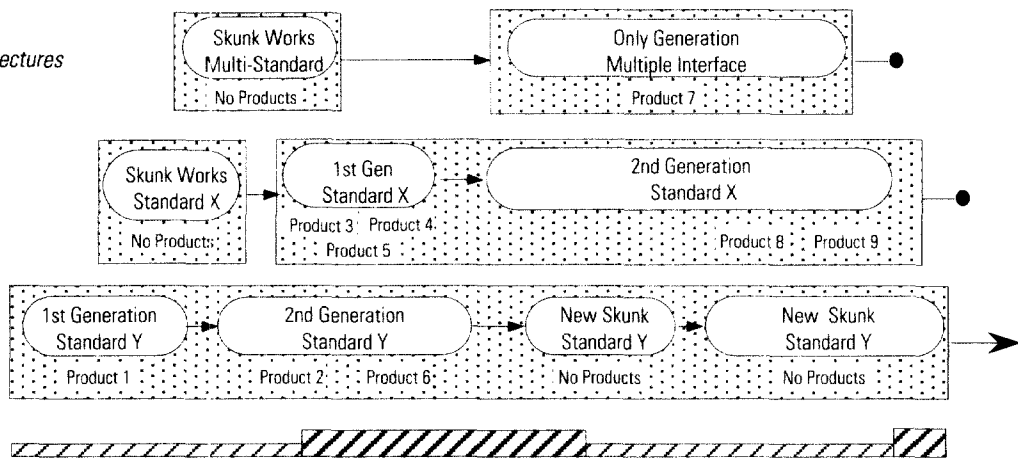 Skunk Works
Multi-Standard
No Products
Only Generation
Multiple Interface
Product 7
ectures
Skunk Works
Standard X
No Products
1st Gen
Standard X
Product 3 Product 4
Product 5
2nd Generation
Standard X
Product 8 Product 9
1st Generation
Standard Y
Product 1
2nd Generation
Standard Y
Product 2 Product 6
New Skunk
Standard Y
No Products
New Skunk
Standard Y
No Products